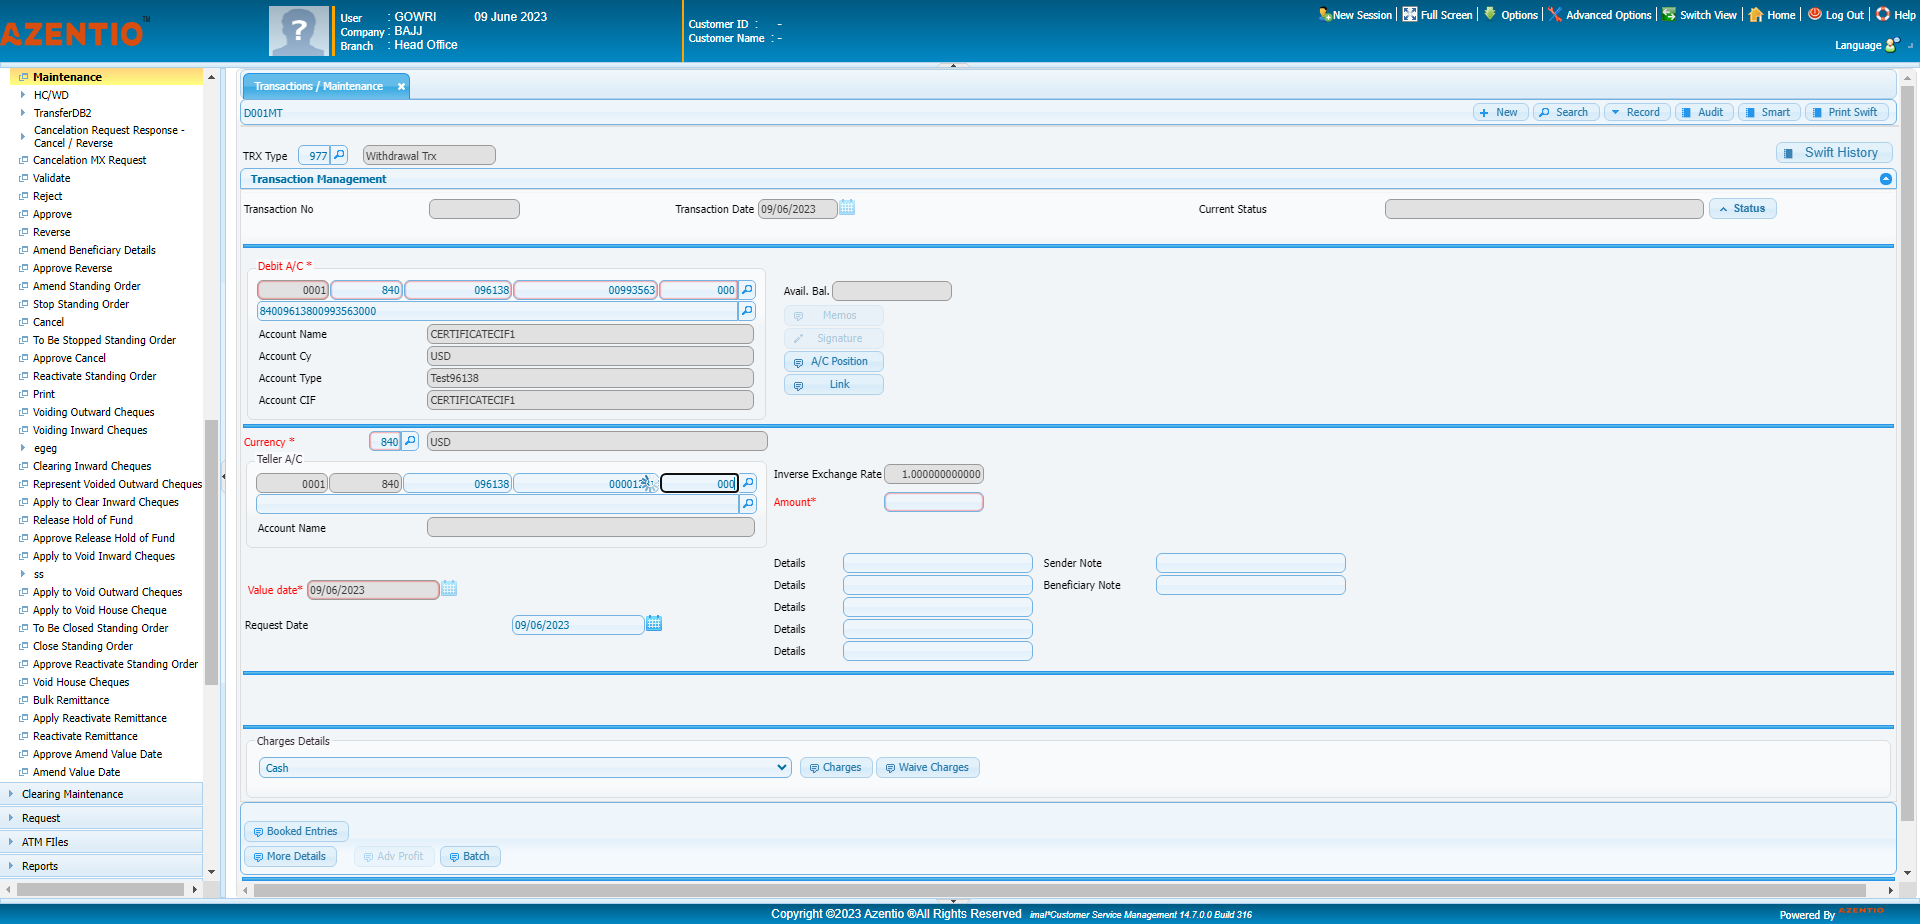 AZENTIO™
User : GOWRI 09 June 2023
Company : BAJJ
Branch : Head Office
Customer ID : -
Customer Name : -
New Session Full Screen Options Advanced Options Switch View Home Log Out Help
Language
Maintenance
HC/WD
TransferDB2
Cancelation Request Response -
Cancel / Reverse
Cancelation MX Request
Validate
Reject
Approve
Reverse
Amend Beneficiary Details
Approve Reverse
Amend Standing Order
Stop Standing Order
Cancel
To Be Stopped Standing Order
Approve Cancel
Reactivate Standing Order
Print
Voiding Outward Cheques
Voiding Inward Cheques
egeg
Clearing Inward Cheques
Represent Voided Outward Cheques
Apply to Clear Inward Cheques
Release Hold of Fund
Approve Release Hold of Fund
Apply to Void Inward Cheques
ss
Apply to Void Outward Cheques
Apply to Void House Cheque
To Be Closed Standing Order
Close Standing Order
Approve Reactivate Standing Order
Void House Cheques
Bulk Remittance
Apply Reactivate Remittance
Reactivate Remittance
Approve Amend Value Date
Amend Value Date
Clearing Maintenance
Request
ATM FIles
Reports
Transactions / Maintenance
D001MT
New Search Record Audit Smart Print Swift
TRX Type 977 Withdrawal Trx
Swift History
Transaction Management
Transaction No Transaction Date 09/06/2023 Current Status Status
Debit A/C *
0001 840 096138 00993563 000
84009613800993563000
Account Name CERTIFICATECIF1
Account Cy USD
Account Type Test96138
Account CIF CERTIFICATECIF1
Avail. Bal.
Memos
Signature
A/C Position
Link
Currency * 840 USD
Teller A/C
0001 840 096138 000
Account Name
Inverse Exchange Rate 1.000000000000
Amount*
Value date* 09/06/2023
Request Date 09/06/2023
Details Sender Note
Details Beneficiary Note
Details
Details
Details
Charges Details
Cash Charges Waive Charges
Booked Entries
More Details Adv Profit Batch
Copyright ©2023 Azentio ®All Rights Reserved imal*Customer Service Management 14.7.0.0 Build 316
Powered By AZENTIO